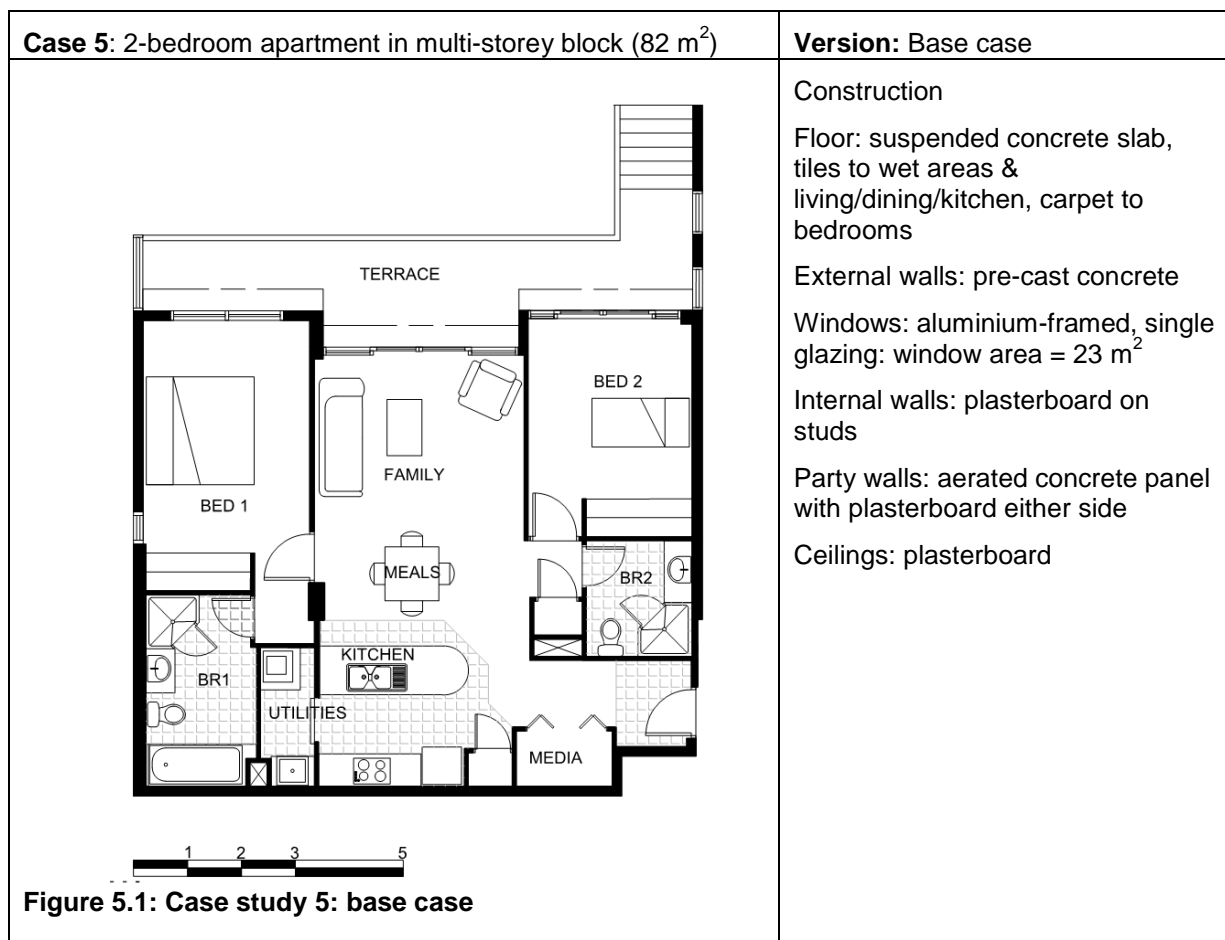 Case 5: 2-bedroom apartment in multi-storey block (82 m²)
Version: Base case
TERRACE
BED 2
FAMILY
BED 1
MEALS
BR2
KITCHEN
BR1
UTILITIES
MEDIA
1 2 3 5
Figure 5.1: Case study 5: base case
Construction
Floor: suspended concrete slab,
tiles to wet areas &
living/dining/kitchen, carpet to
bedrooms
External walls: pre-cast concrete
Windows: aluminium-framed, single
glazing: window area = 23 m²
Internal walls: plasterboard on
studs
Party walls: aerated concrete panel
with plasterboard either side
Ceilings: plasterboard